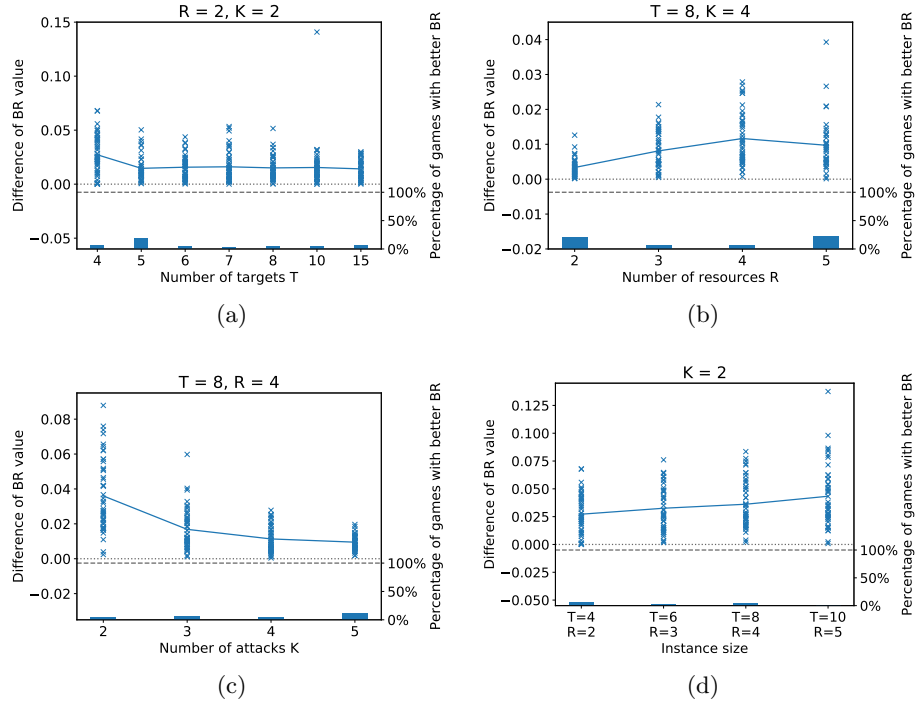 R = 2, K = 2
Difference of BR value
0.15
0.10
0.05
0.00
−0.05
100%
50%
0%
Percentage of games with better BR
4 5 6 7 8 10 15
Number of targets T
(a)
T = 8, K = 4
Difference of BR value
0.04
0.03
0.02
0.01
0.00
−0.01
−0.02
100%
50%
0%
Percentage of games with better BR
2 3 4 5
Number of resources R
(b)
T = 8, R = 4
Difference of BR value
0.08
0.06
0.04
0.02
0.00
−0.02
100%
50%
0%
Percentage of games with better BR
2 3 4 5
Number of attacks K
(c)
K = 2
Difference of BR value
0.125
0.100
0.075
0.050
0.025
0.000
−0.025
−0.050
100%
50%
0%
Percentage of games with better BR
T=4 T=6 T=8 T=10
R=2 R=3 R=4 R=5
Instance size
(d)